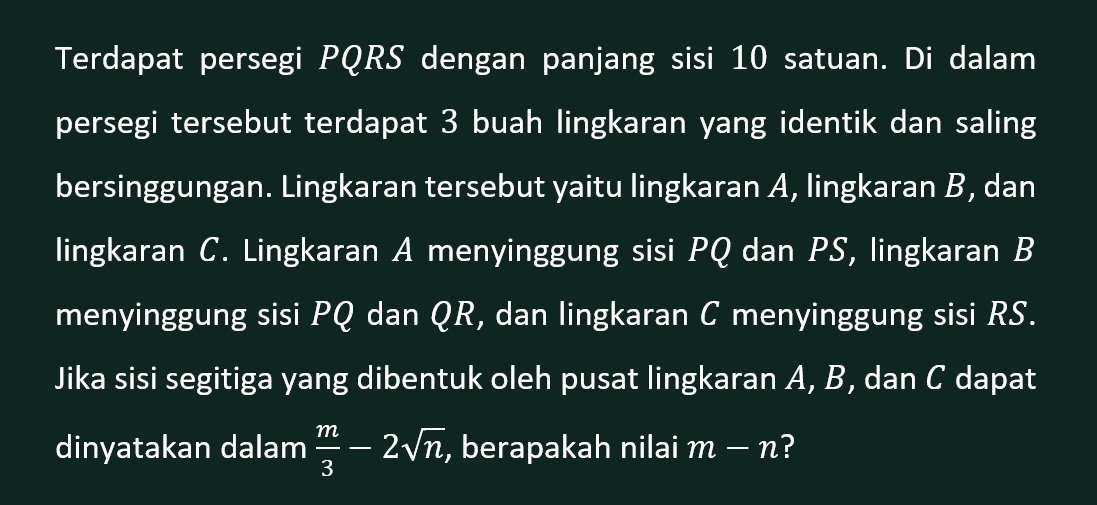 Terdapat persegi PQRS dengan panjang sisi 10 satuan. Di dalam
persegi tersebut terdapat 3 buah lingkaran yang identik dan saling
bersinggungan. Lingkaran tersebut yaitu lingkaran A, lingkaran B, dan
lingkaran C. Lingkaran A menyinggung sisi PQ dan PS, lingkaran B
menyinggung sisi PQ dan QR, dan lingkaran C menyinggung sisi RS.
Jika sisi segitiga yang dibentuk oleh pusat lingkaran A, B, dan C dapat
dinyatakan dalam m/3 − 2√n, berapakah nilai m − n?